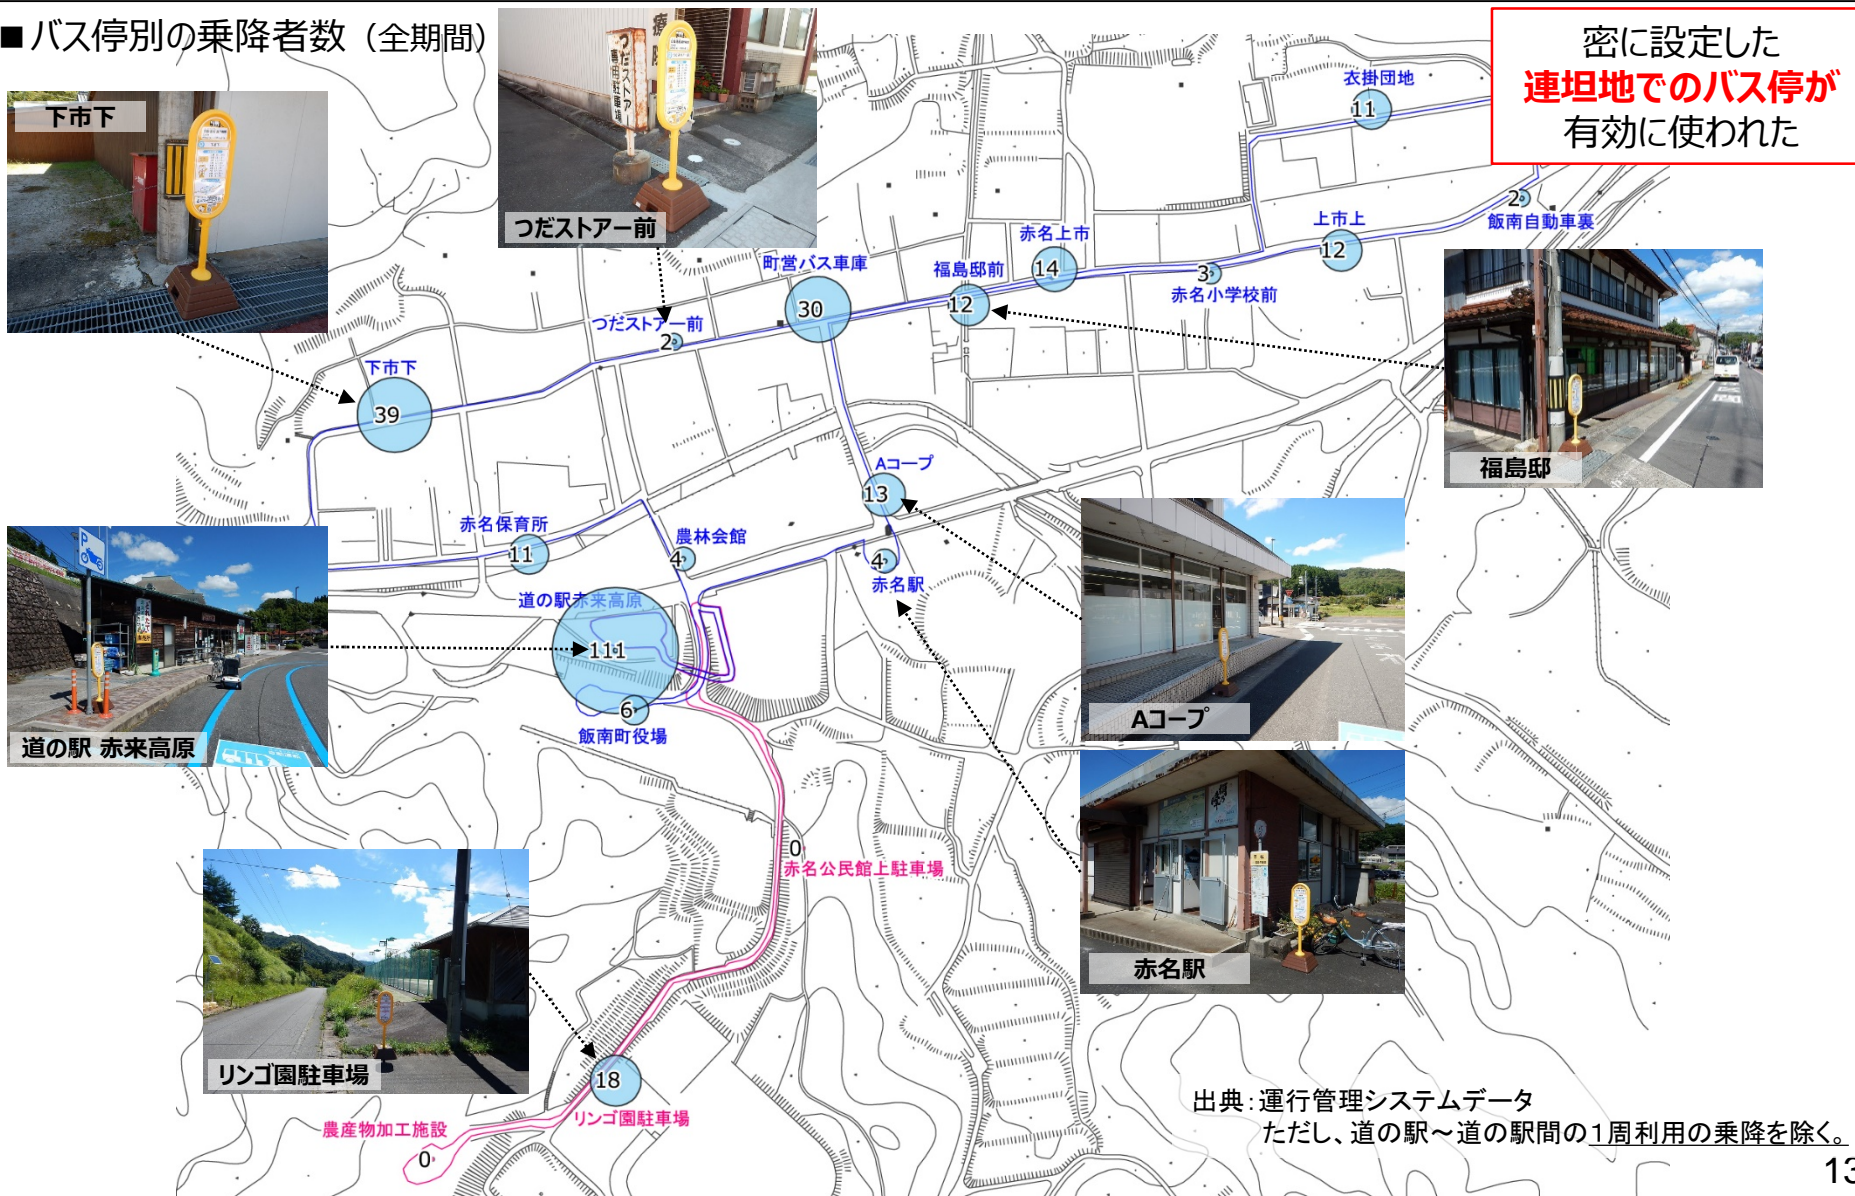 ■バス停別の乗降者数（全期間）
密に設定した
連坦地でのバス停が
有効に使われた
下市下
つだストアー
専用駐車場
つだストアー前
衣掛団地
11
2
飯南自動車裏
上市上
12
赤名上市
14
3
赤名小学校前
町営バス車庫
30
福島邸前
12
つだストアー前
2
下市下
39
福島邸
Aコープ
13
赤名保育所
11
農林会館
4
4
赤名駅
道の駅赤来高原
111
6
飯南町役場
P
道の駅 赤来高原
Aコープ
赤名駅
0
赤名公民館上駐車場
リンゴ園駐車場
18
リンゴ園駐車場
農産物加工施設
0
出典：運行管理システムデータ
ただし、道の駅～道の駅間の1周利用の乗降を除く。
13